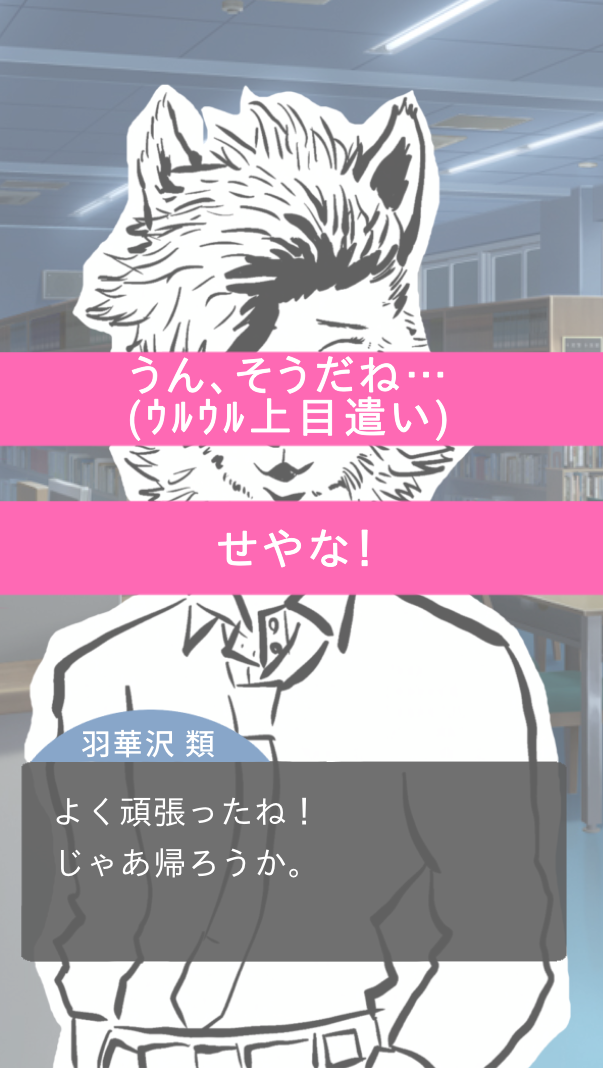 うん、そうだね…
(ｳﾙｳﾙ上目遣い)
せやな!
羽華沢 類
よく頑張ったね！
じゃあ帰ろうか。